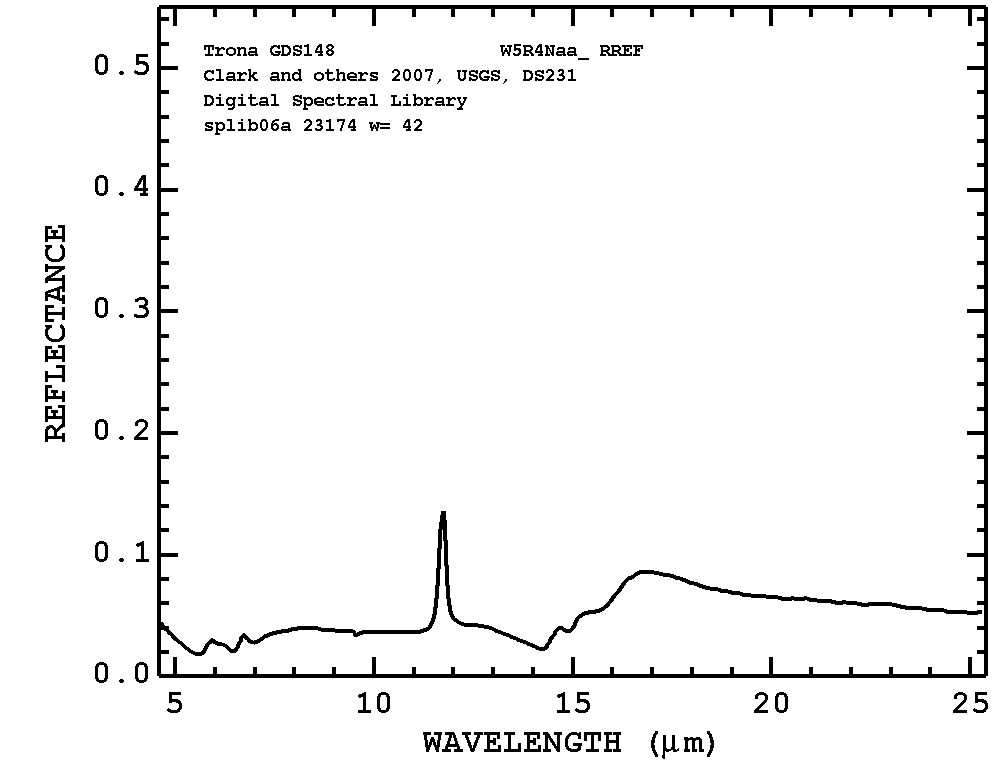 Trona GDS148 W5R4Naa_ RREF
Clark and others 2007, USGS, DS231
Digital Spectral Library
splib06a 23174 w= 42
0.5
0.4
0.3
0.2
0.1
0.0
REFLECTANCE
5 10 15 20 25
WAVELENGTH (μm)